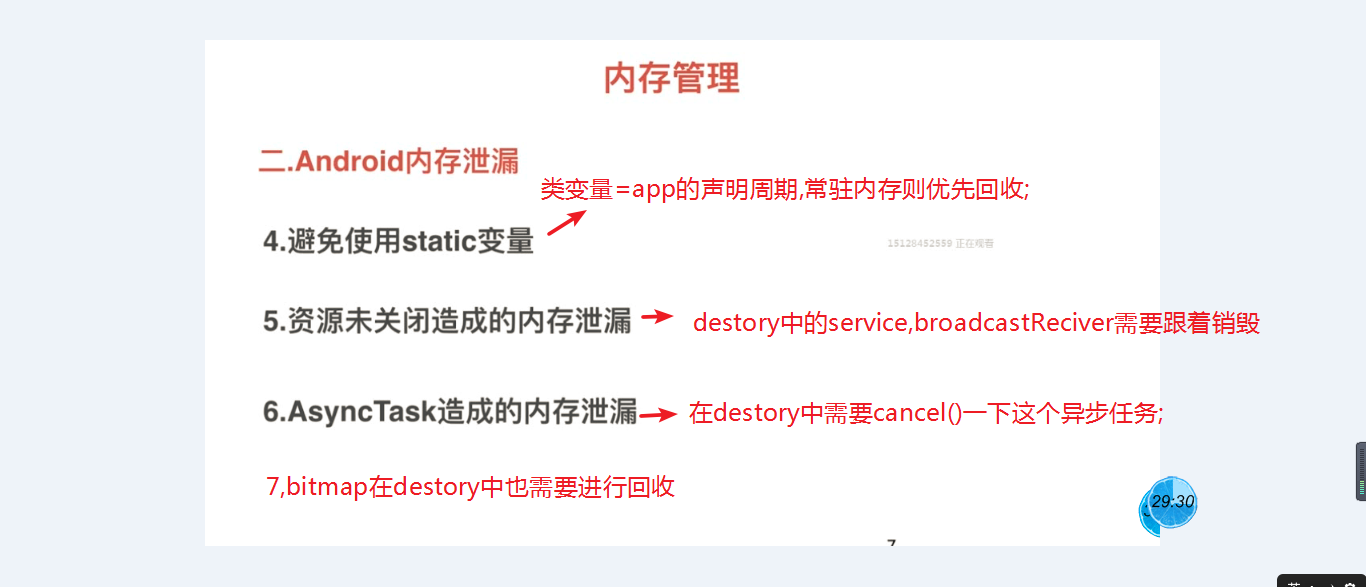 内存管理
二.Android内存泄漏
类变量=app的声明周期,常驻内存则优先回收;
4.避免使用static变量
15128452559 正在观看
5.资源未关闭造成的内存泄漏
destory中的service,broadcastReciver需要跟着销毁
6.AsyncTask造成的内存泄漏
在destory中需要cancel()一下这个异步任务;
7,bitmap在destory中也需要进行回收
29:30